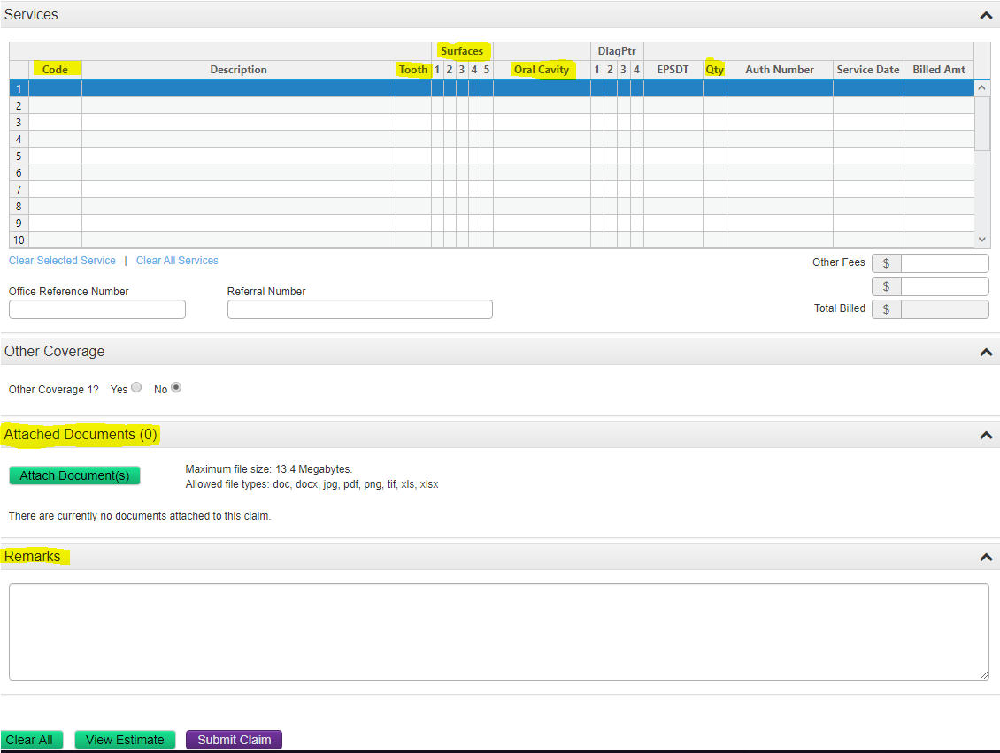 Services
Surfaces DiagPtr
Code Description Tooth 1 2 3 4 5 Oral Cavity 1 2 3 4 EPSDT Qty Auth Number Service Date Billed Amt
1
2
3
4
5
6
7
8
9
10
Clear Selected Service | Clear All Services
Other Fees $
$
Office Reference Number Referral Number
Total Billed $
Other Coverage
Other Coverage 1? Yes No
Attached Documents (0)
Attach Document(s)
Maximum file size: 13.4 Megabytes.
Allowed file types: doc, docx, jpg, pdf, png, tif, xls, xlsx
There are currently no documents attached to this claim.
Remarks
Clear All View Estimate Submit Claim